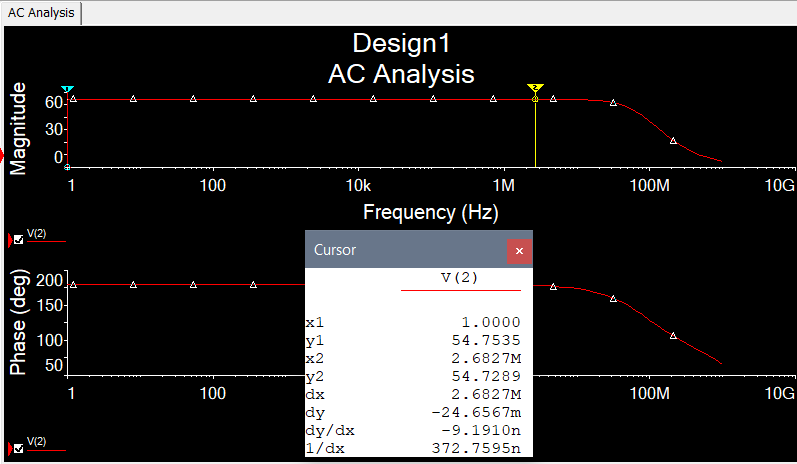 AC Analysis
Design1
AC Analysis
Magnitude
60
30
0
1 100 10k 1M 100M 10G
Frequency (Hz)
V(2)
Phase (deg)
200
150
100
50
1 100 100M 10G
V(2)
1
2
Cursor ×
V(2)
x1 1.0000
y1 54.7535
x2 2.6827M
y2 54.7289
dx 2.6827M
dy -24.6567m
dy/dx -9.1910n
1/dx 372.7595n